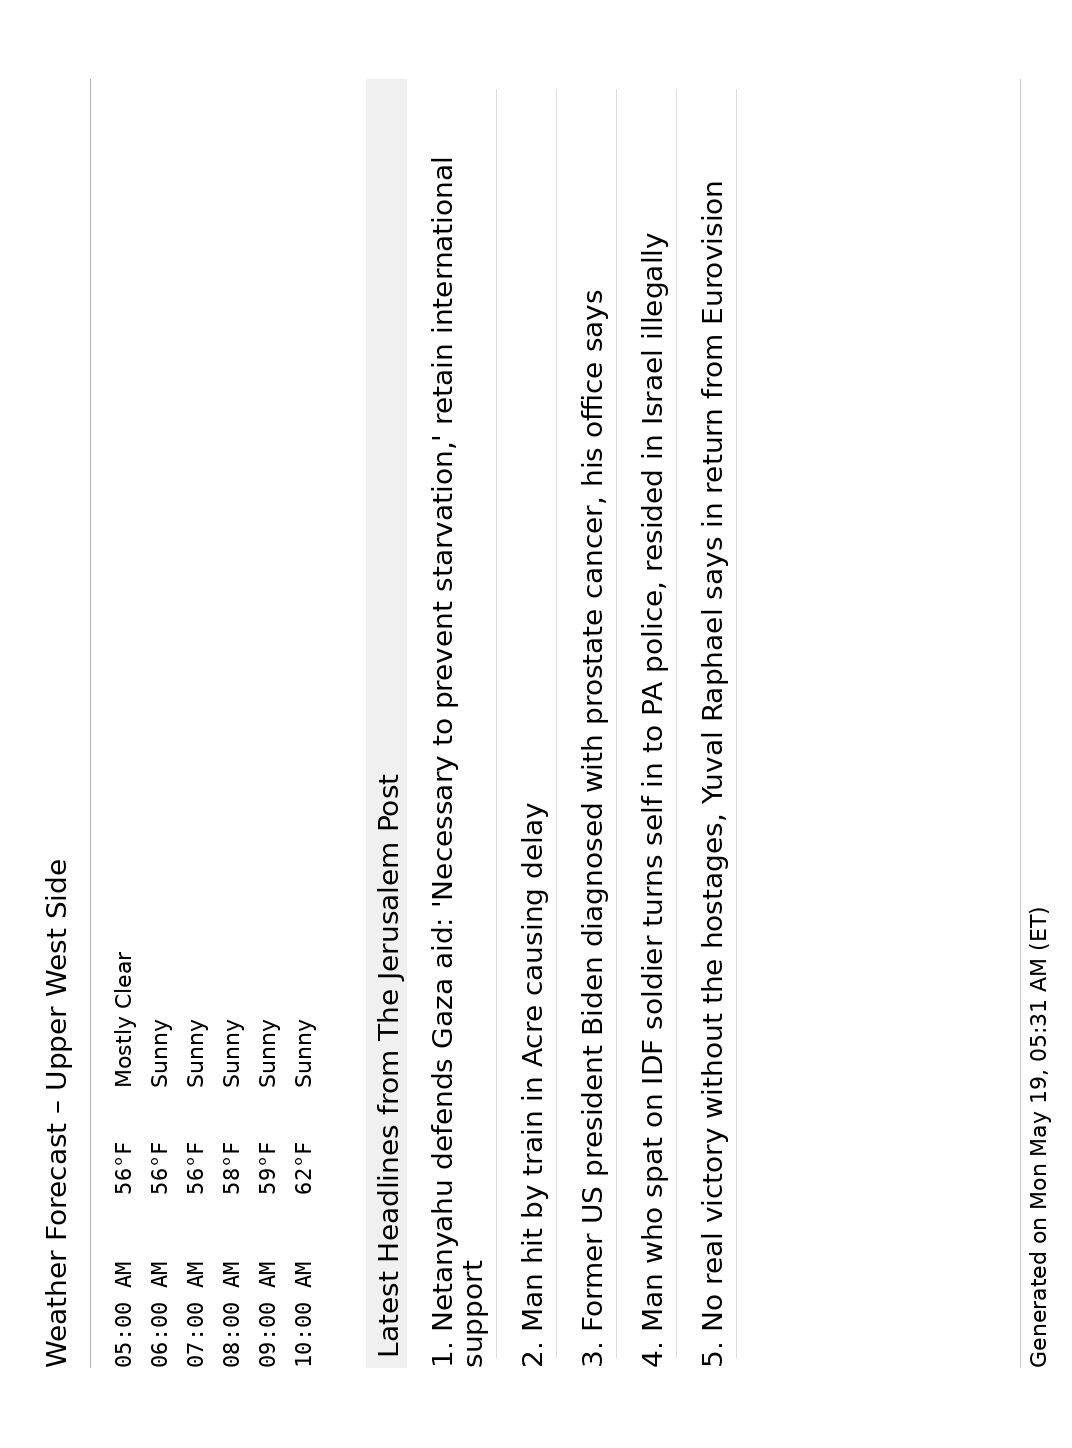 Weather Forecast – Upper West Side
05:00 AM 56°F Mostly Clear
06:00 AM 56°F Sunny
07:00 AM 56°F Sunny
08:00 AM 58°F Sunny
09:00 AM 59°F Sunny
10:00 AM 62°F Sunny
Latest Headlines from The Jerusalem Post
1. Netanyahu defends Gaza aid: 'Necessary to prevent starvation,' retain international
support
2. Man hit by train in Acre causing delay
3. Former US president Biden diagnosed with prostate cancer, his office says
4. Man who spat on IDF soldier turns self in to PA police, resided in Israel illegally
5. No real victory without the hostages, Yuval Raphael says in return from Eurovision
Generated on Mon May 19, 05:31 AM (ET)